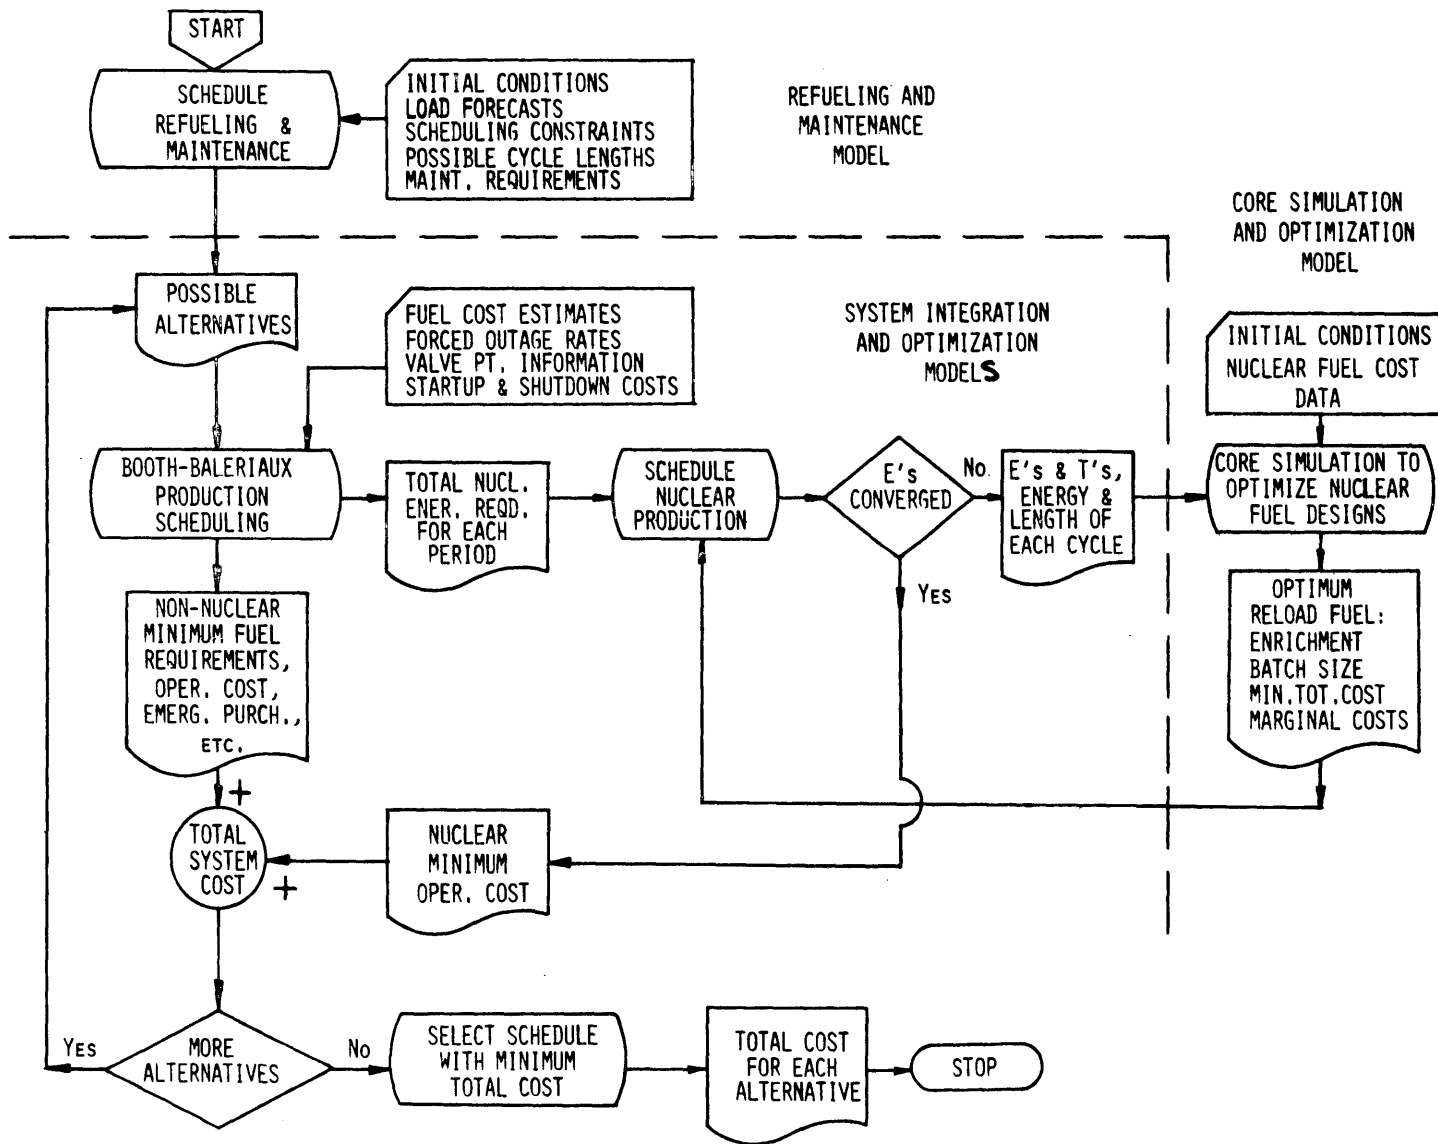 START
SCHEDULE
REFUELING &
MAINTENANCE
INITIAL CONDITIONS
LOAD FORECASTS
SCHEDULING CONSTRAINTS
POSSIBLE CYCLE LENGTHS
MAINT. REQUIREMENTS
REFUELING AND
MAINTENANCE
MODEL
CORE SIMULATION
AND OPTIMIZATION
MODEL
POSSIBLE
ALTERNATIVES
FUEL COST ESTIMATES
FORCED OUTAGE RATES
VALVE PT. INFORMATION
STARTUP & SHUTDOWN COSTS
SYSTEM INTEGRATION
AND OPTIMIZATION
MODELS
INITIAL CONDITIONS
NUCLEAR FUEL COST
DATA
BOOTH-BALERIAUX
PRODUCTION
SCHEDULING
TOTAL NUCL.
ENER. REQD.
FOR EACH
PERIOD
SCHEDULE
NUCLEAR
PRODUCTION
E's
CONVERGED
No.
E's & T's,
ENERGY &
LENGTH OF
EACH CYCLE
CORE SIMULATION TO
OPTIMIZE NUCLEAR
FUEL DESIGNS
YES
NON-NUCLEAR
MINIMUM FUEL
REQUIREMENTS,
OPER. COST,
EMERG. PURCH.,
ETC.
OPTIMUM
RELOAD FUEL:
ENRICHMENT
BATCH SIZE
MIN.TOT.COST
MARGINAL COSTS
+
TOTAL
SYSTEM
COST
+
NUCLEAR
MINIMUM
OPER. COST
YES
MORE
ALTERNATIVES
No
SELECT SCHEDULE
WITH MINIMUM
TOTAL COST
TOTAL COST
FOR EACH
ALTERNATIVE
STOP